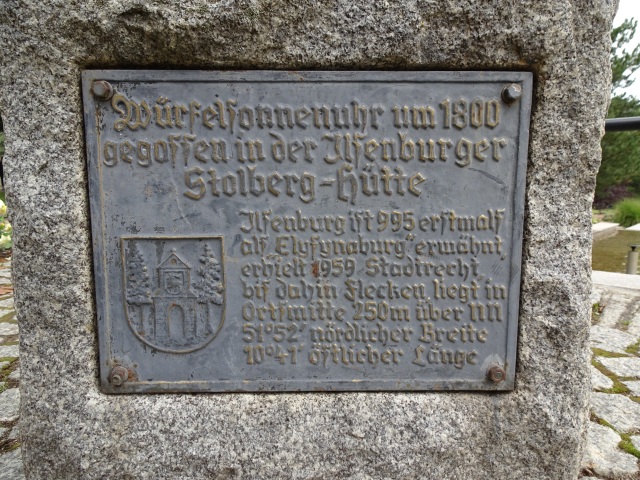 Würfelsonnenuhr um 1800
gegossen in der Ilsenburger
Stolberg-Hütte
Ilsenburg ist 995 erstmals
als "Elysynaburg" erwähnt,
erhielt 1959 Stadtrecht,
bis dahin Flecken, liegt in
Ortsmitte 250m über NN
51°52' nördlicher Breite
10°41' östlicher Länge